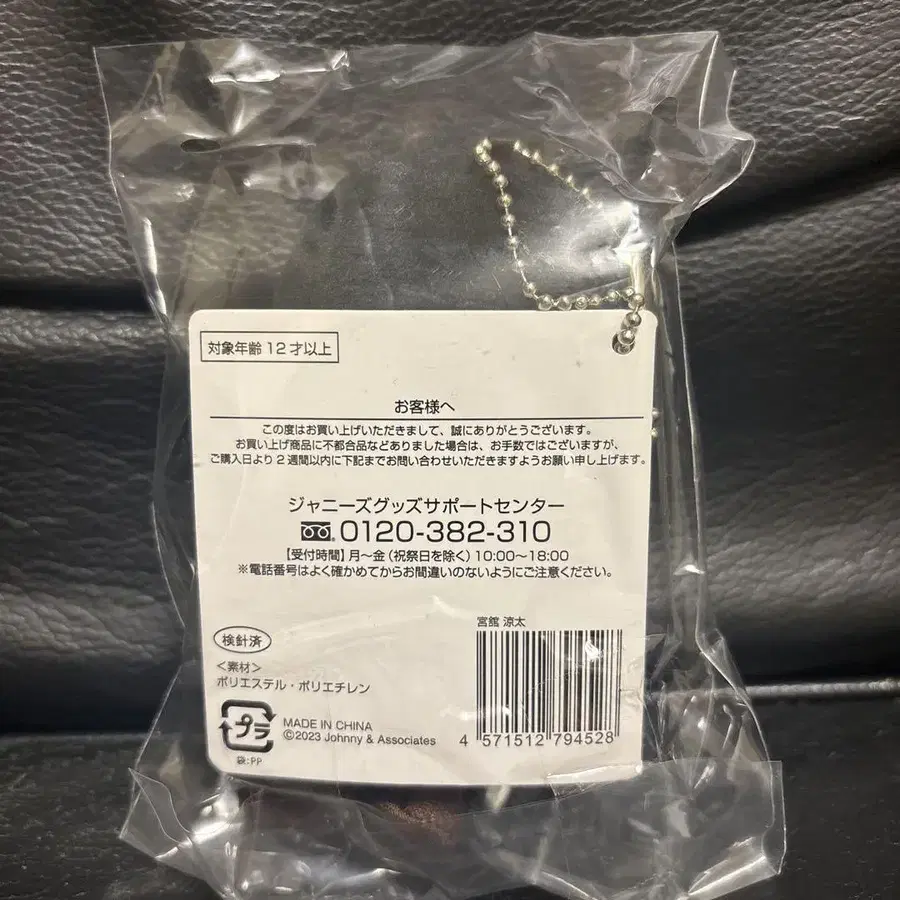 対象年齢 12 才以上
お客様へ
この度はお買い上げいただきまして、誠にありがとうございます。
お買い上げ商品に不都合品などありました場合は、お手数ではございますが、
ご購入日より 2 週間以内に下記までお問い合わせいただきますようお願い申し上げます。
ジャニーズグッズサポートセンター
0120-382-310
【受付時間】月〜金(祝祭日を除く)10:00〜18:00
※電話番号はよく確かめてからお間違いのないようにご注意ください。
検針済
<素材>
ポリエステル・ポリエチレン
プラ
袋:PP
MADE IN CHINA
©2023 Johnny & Associates
宮舘 涼太
4 571512 794528